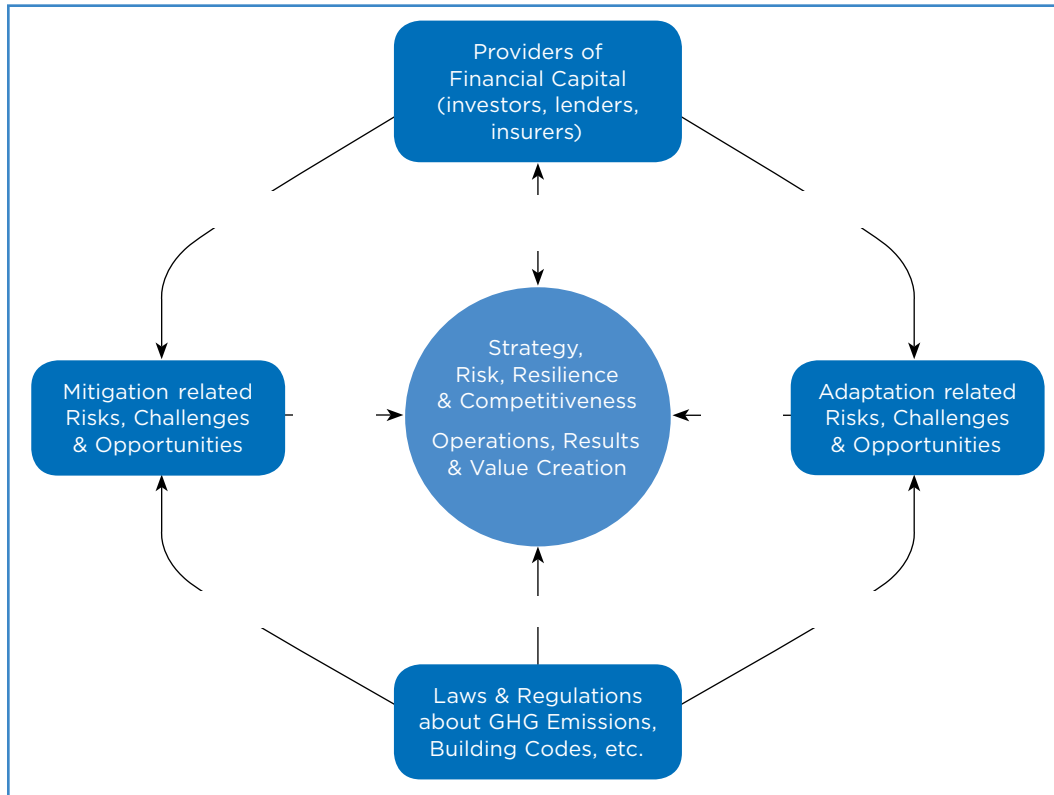 Providers of
Financial Capital
(investors, lenders,
insurers)
Strategy,
Risk, Resilience
& Competitiveness
Operations, Results
& Value Creation
Mitigation related
Risks, Challenges
& Opportunities
Adaptation related
Risks, Challenges
& Opportunities
Laws & Regulations
about GHG Emissions,
Building Codes, etc.